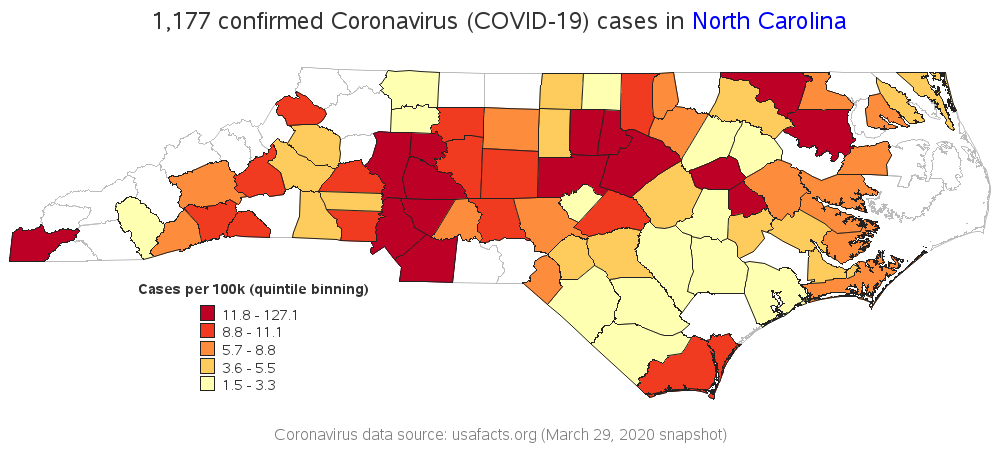 1,177 confirmed Coronavirus (COVID-19) cases in North Carolina
Cases per 100k (quintile binning)
11.8 - 127.1
8.8 - 11.1
5.7 - 8.8
3.6 - 5.5
1.5 - 3.3
Coronavirus data source: usafacts.org (March 29, 2020 snapshot)